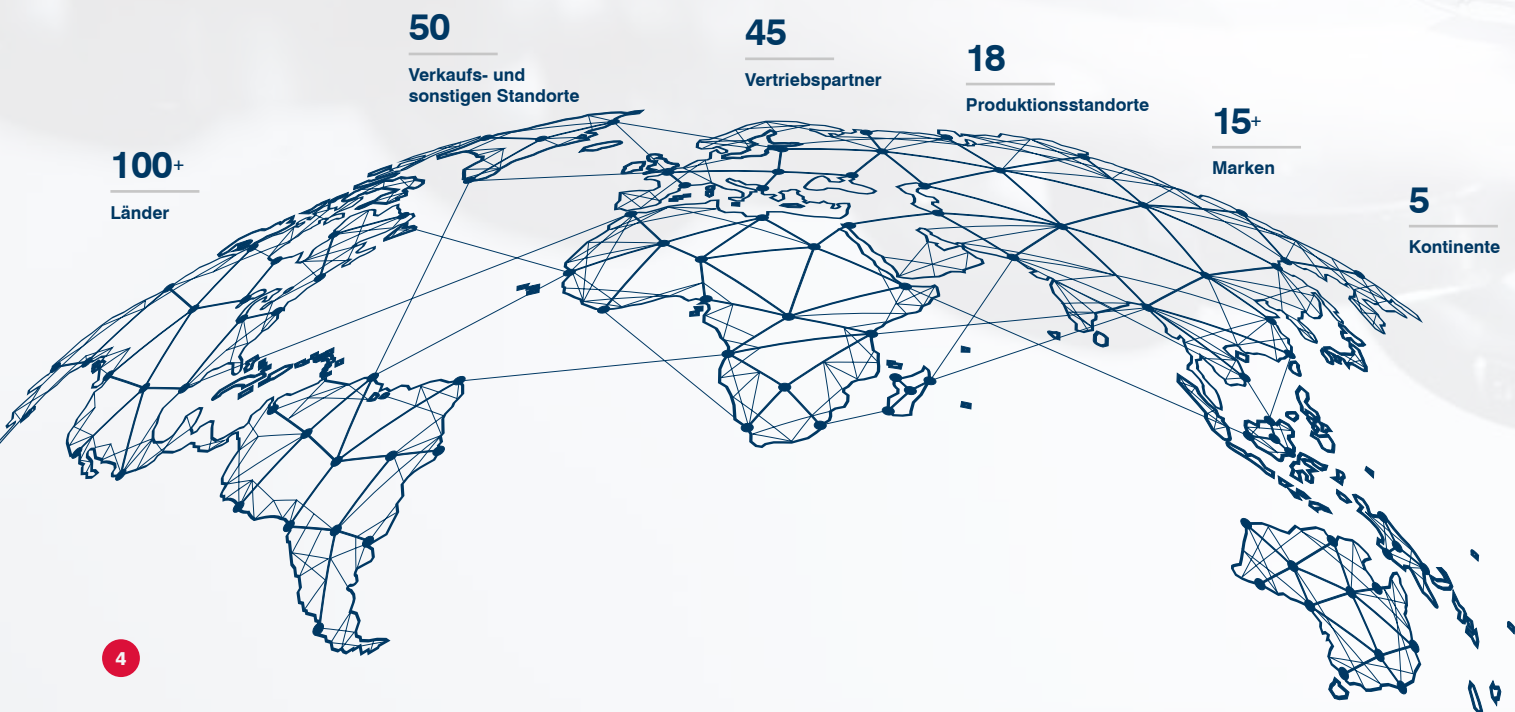 100+
Länder
50
Verkaufs- und
sonstigen Standorte
45
Vertriebspartner
18
Produktionsstandorte
15+
Marken
5
Kontinente
4